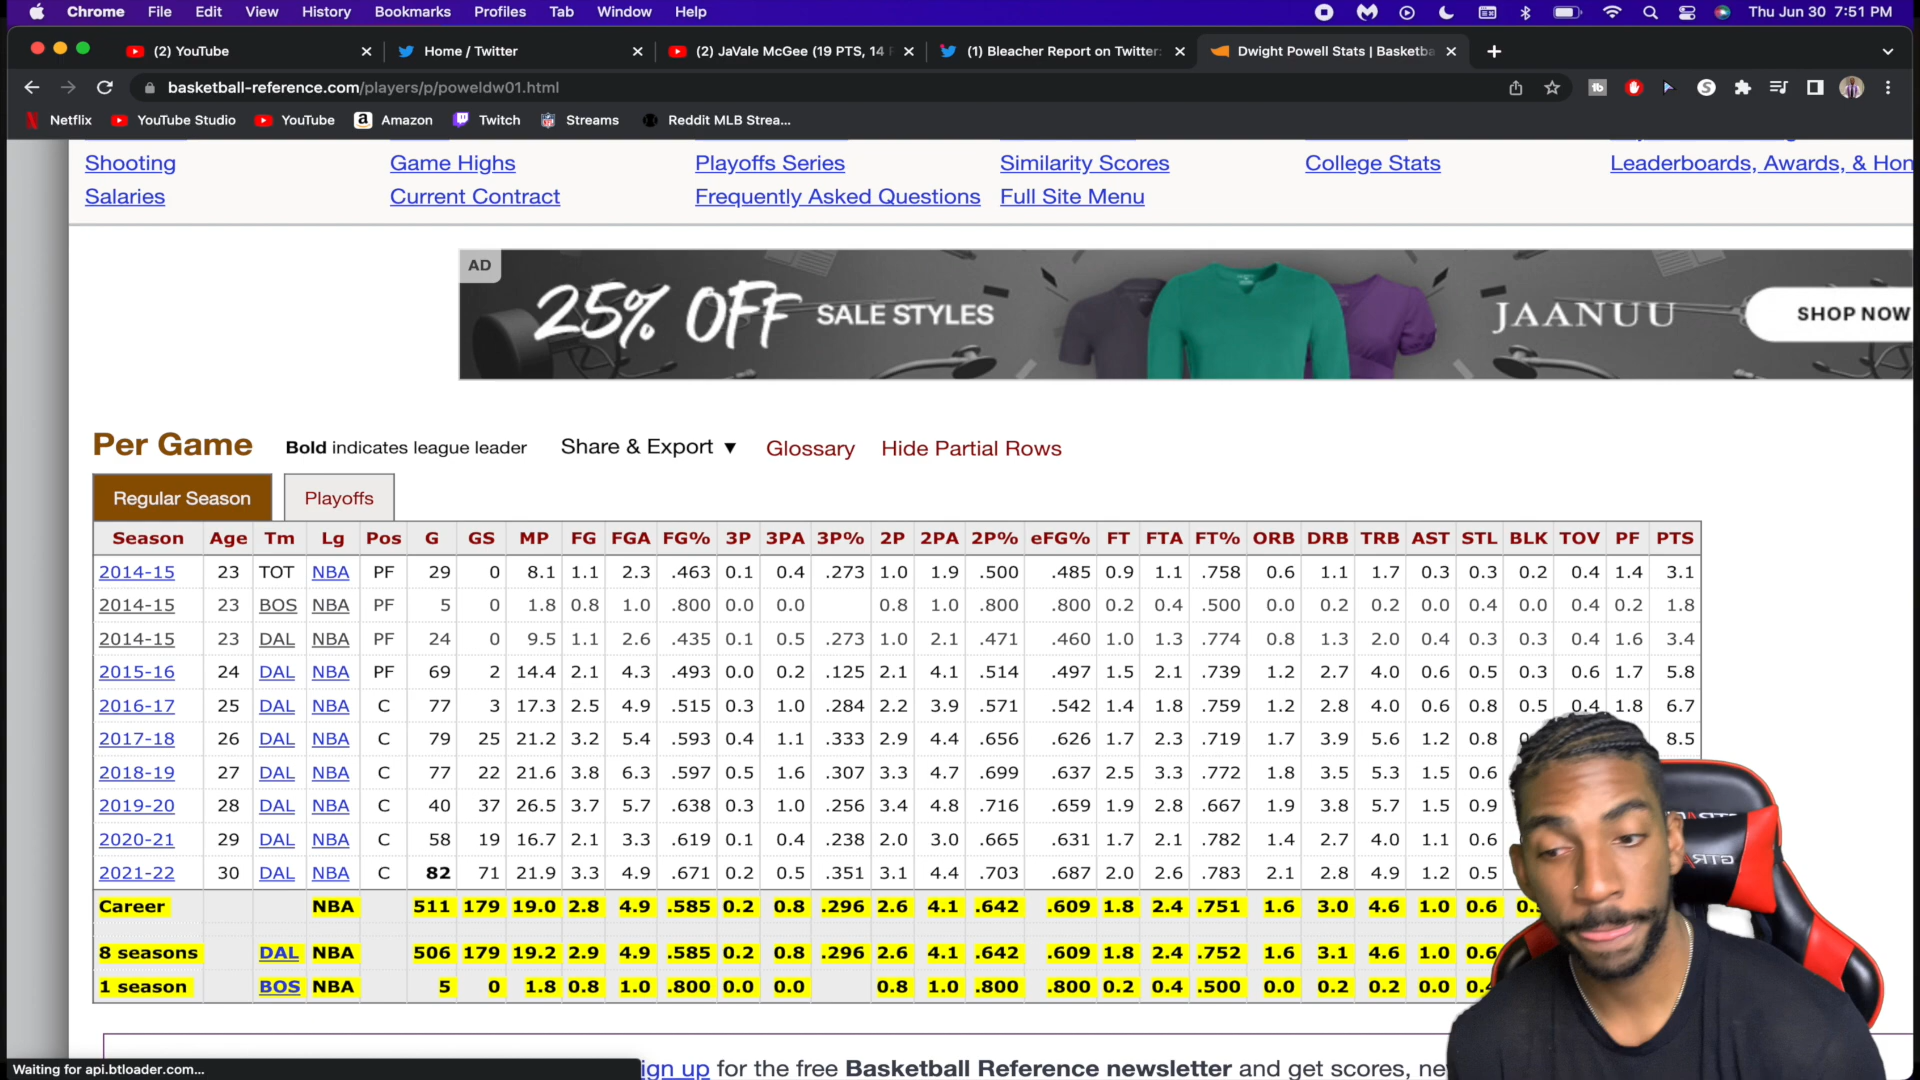 Chrome File Edit View History Bookmarks Profiles Tab Window Help Thu Jun 30 7:51 PM
(2) YouTube Home / Twitter (2) JaVale McGee (19 PTS, 14 (1) Bleacher Report on Twitter: Dwight Powell Stats | Basketba
basketball-reference.com/players/p/poweldw01.html
Netflix YouTube Studio YouTube Amazon Twitch Streams Reddit MLB Strea...
Shooting Game Highs Playoffs Series Similarity Scores College Stats Leaderboards, Awards, & Hon
Salaries Current Contract Frequently Asked Questions Full Site Menu
AD
25% OFF SALE STYLES JAANUU SHOP NOW
Per Game Bold indicates league leader Share & Export ▼ Glossary Hide Partial Rows
Regular Season Playoffs
Season Age Tm Lg Pos G GS MP FG FGA FG% 3P 3PA 3P% 2P 2PA 2P% eFG% FT FTA FT% ORB DRB TRB AST STL BLK TOV PF PTS
2014-15 23 TOT NBA PF 29 0 8.1 1.1 2.3 .463 0.1 0.4 .273 1.0 1.9 .500 .485 0.9 1.1 .758 0.6 1.1 1.7 0.3 0.3 0.2 0.4 1.4 3.1
2014-15 23 BOS NBA PF 5 0 1.8 0.8 1.0 .800 0.0 0.0 0.8 1.0 .800 .800 0.2 0.4 .500 0.0 0.2 0.2 0.0 0.4 0.0 0.4 0.2 1.8
2014-15 23 DAL NBA PF 24 0 9.5 1.1 2.6 .435 0.1 0.5 .273 1.0 2.1 .471 .460 1.0 1.3 .774 0.8 1.3 2.0 0.4 0.3 0.3 0.4 1.6 3.4
2015-16 24 DAL NBA PF 69 2 14.4 2.1 4.3 .493 0.0 0.2 .125 2.1 4.1 .514 .497 1.5 2.1 .739 1.2 2.7 4.0 0.6 0.5 0.3 0.6 1.7 5.8
2016-17 25 DAL NBA C 77 3 17.3 2.5 4.9 .515 0.3 1.0 .284 2.2 3.9 .571 .542 1.4 1.8 .759 1.2 2.8 4.0 0.6 0.8 0.5 0.4 1.8 6.7
2017-18 26 DAL NBA C 79 25 21.2 3.2 5.4 .593 0.4 1.1 .333 2.9 4.4 .656 .626 1.7 2.3 .719 1.7 3.9 5.6 1.2 0.8 8.5
2018-19 27 DAL NBA C 77 22 21.6 3.8 6.3 .597 0.5 1.6 .307 3.3 4.7 .699 .637 2.5 3.3 .772 1.8 3.5 5.3 1.5 0.6
2019-20 28 DAL NBA C 40 37 26.5 3.7 5.7 .638 0.3 1.0 .256 3.4 4.8 .716 .659 1.9 2.8 .667 1.9 3.8 5.7 1.5 0.9
2020-21 29 DAL NBA C 58 19 16.7 2.1 3.3 .619 0.1 0.4 .238 2.0 3.0 .665 .631 1.7 2.1 .782 1.4 2.7 4.0 1.1 0.6
2021-22 30 DAL NBA C 82 71 21.9 3.3 4.9 .671 0.2 0.5 .351 3.1 4.4 .703 .687 2.0 2.6 .783 2.1 2.8 4.9 1.2 0.5
Career NBA 511 179 19.0 2.8 4.9 .585 0.2 0.8 .296 2.6 4.1 .642 .609 1.8 2.4 .751 1.6 3.0 4.6 1.0 0.6
8 seasons DAL NBA 506 179 19.2 2.9 4.9 .585 0.2 0.8 .296 2.6 4.1 .642 .609 1.8 2.4 .752 1.6 3.1 4.6 1.0 0.6
1 season BOS NBA 5 0 1.8 0.8 1.0 .800 0.0 0.0 0.8 1.0 .800 .800 0.2 0.4 .500 0.0 0.2 0.2 0.0 0.4
ign up for the free Basketball Reference newsletter and get scores, ne
Waiting for api.btloader.com...